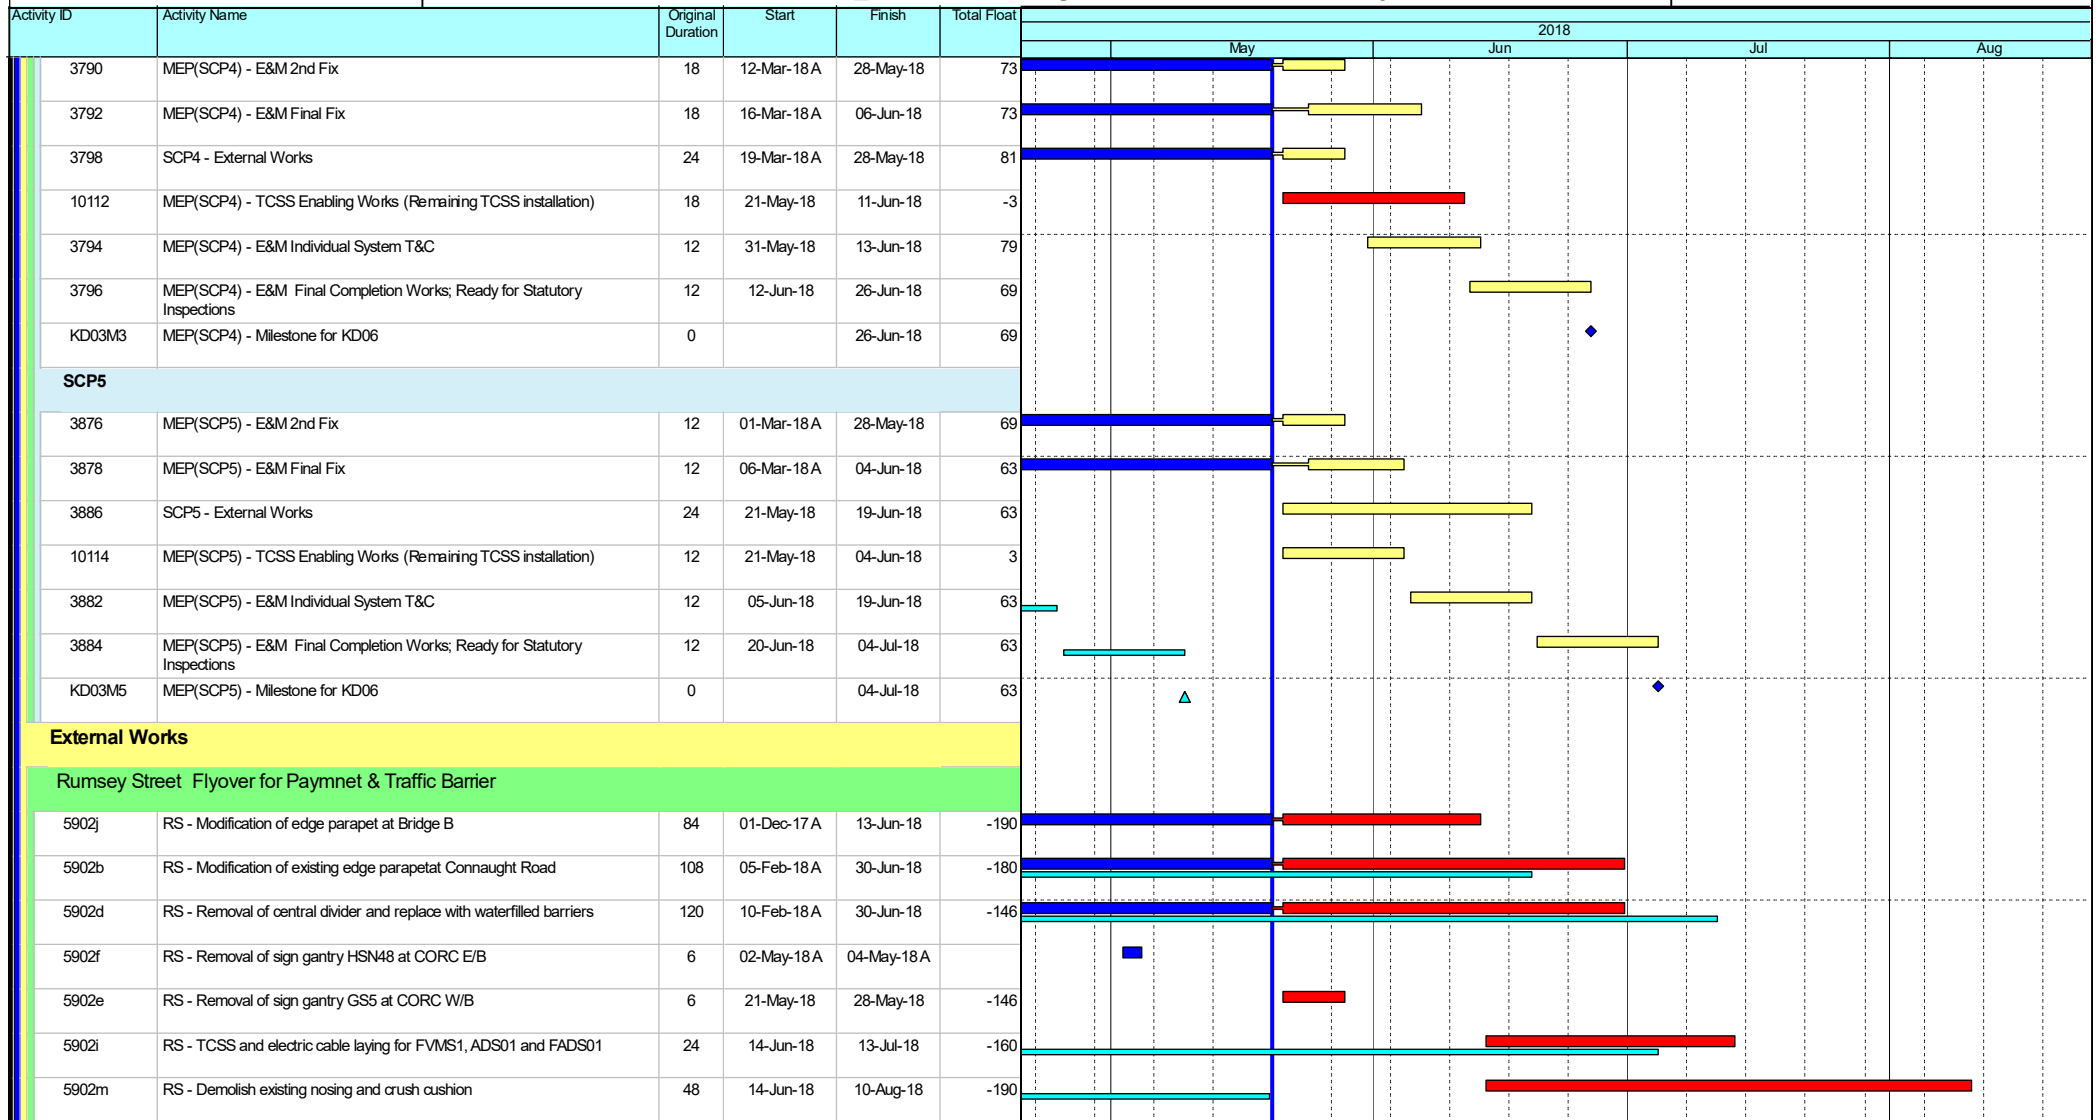 Activity ID Activity Name Original Duration Start Finish Total Float
2018
May Jun Jul Aug
3790 MEP(SCP4) - E&M 2nd Fix 18 12-Mar-18 A 28-May-18 73
3792 MEP(SCP4) - E&M Final Fix 18 16-Mar-18 A 06-Jun-18 73
3798 SCP4 - External Works 24 19-Mar-18 A 28-May-18 81
10112 MEP(SCP4) - TCSS Enabling Works (Remaining TCSS installation) 18 21-May-18 11-Jun-18 -3
3794 MEP(SCP4) - E&M Individual System T&C 12 31-May-18 13-Jun-18 79
3796 MEP(SCP4) - E&M Final Completion Works; Ready for Statutory 12 12-Jun-18 26-Jun-18 69
Inspections
KD03M3 MEP(SCP4) - Milestone for KD06 0 26-Jun-18 69
SCP5
3876 MEP(SCP5) - E&M 2nd Fix 12 01-Mar-18 A 28-May-18 69
3878 MEP(SCP5) - E&M Final Fix 12 06-Mar-18 A 04-Jun-18 63
3886 SCP5 - External Works 24 21-May-18 19-Jun-18 63
10114 MEP(SCP5) - TCSS Enabling Works (Remaining TCSS installation) 12 21-May-18 04-Jun-18 3
3882 MEP(SCP5) - E&M Individual System T&C 12 05-Jun-18 19-Jun-18 63
3884 MEP(SCP5) - E&M Final Completion Works; Ready for Statutory 12 20-Jun-18 04-Jul-18 63
Inspections
KD03M5 MEP(SCP5) - Milestone for KD06 0 04-Jul-18 63
External Works
Rumsey Street Flyover for Paymnet & Traffic Barrier
5902j RS - Modification of edge parapet at Bridge B 84 01-Dec-17 A 13-Jun-18 -190
5902b RS - Modification of existing edge parapetat Connaught Road 108 05-Feb-18 A 30-Jun-18 -180
5902d RS - Removal of central divider and replace with waterfilled barriers 120 10-Feb-18 A 30-Jun-18 -146
5902f RS - Removal of sign gantry HSN48 at CORC E/B 6 02-May-18 A 04-May-18 A
5902e RS - Removal of sign gantry GS5 at CORC W/B 6 21-May-18 28-May-18 -146
5902i RS - TCSS and electric cable laying for FVMS1, ADS01 and FADS01 24 14-Jun-18 13-Jul-18 -160
5902m RS - Demolish existing nosing and crush cushion 48 14-Jun-18 10-Aug-18 -190